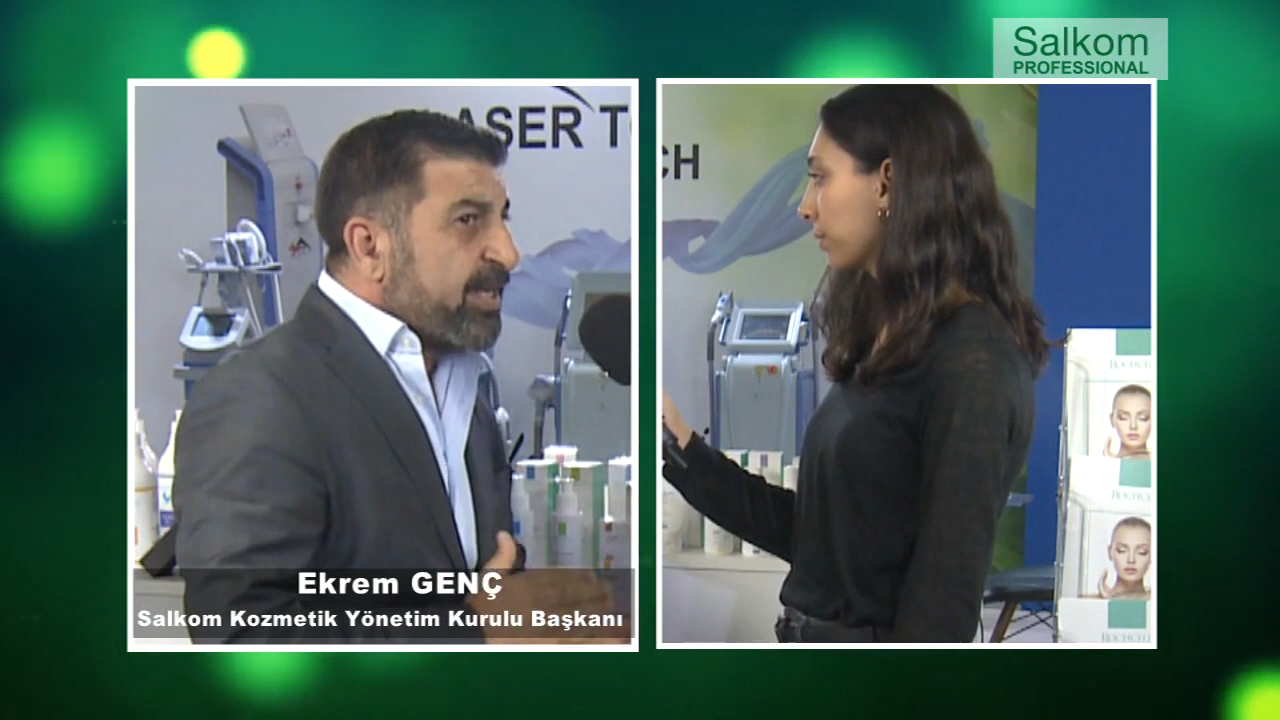 Salkom
PROFESSIONAL
ASER T
CH
Ekrem GENÇ
Salkom Kozmetik Yönetim Kurulu Başkanı